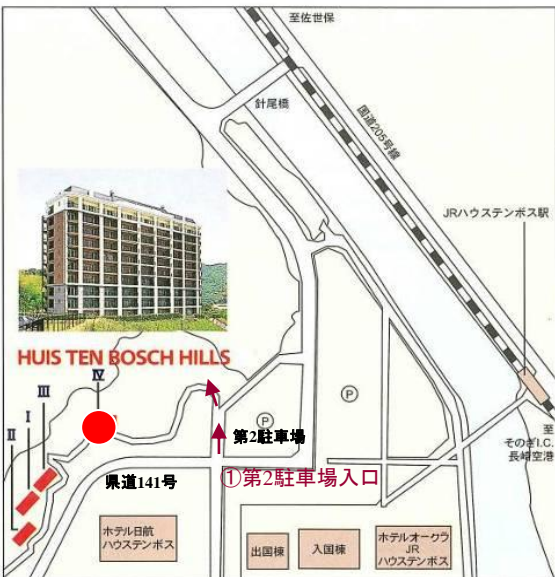 至佐世保
針尾橋
国道205号線
JRハウステンボス駅
HUIS TEN BOSCH HILLS
Ⅳ
Ⅲ
Ⅰ
Ⅱ
P
P
第2駐車場
①第2駐車場入口
県道141号
至
そのぎI.C.
長崎空港
ホテル日航
ハウステンボス
出国棟
入国棟
ホテルオークラ
JR
ハウステンボス